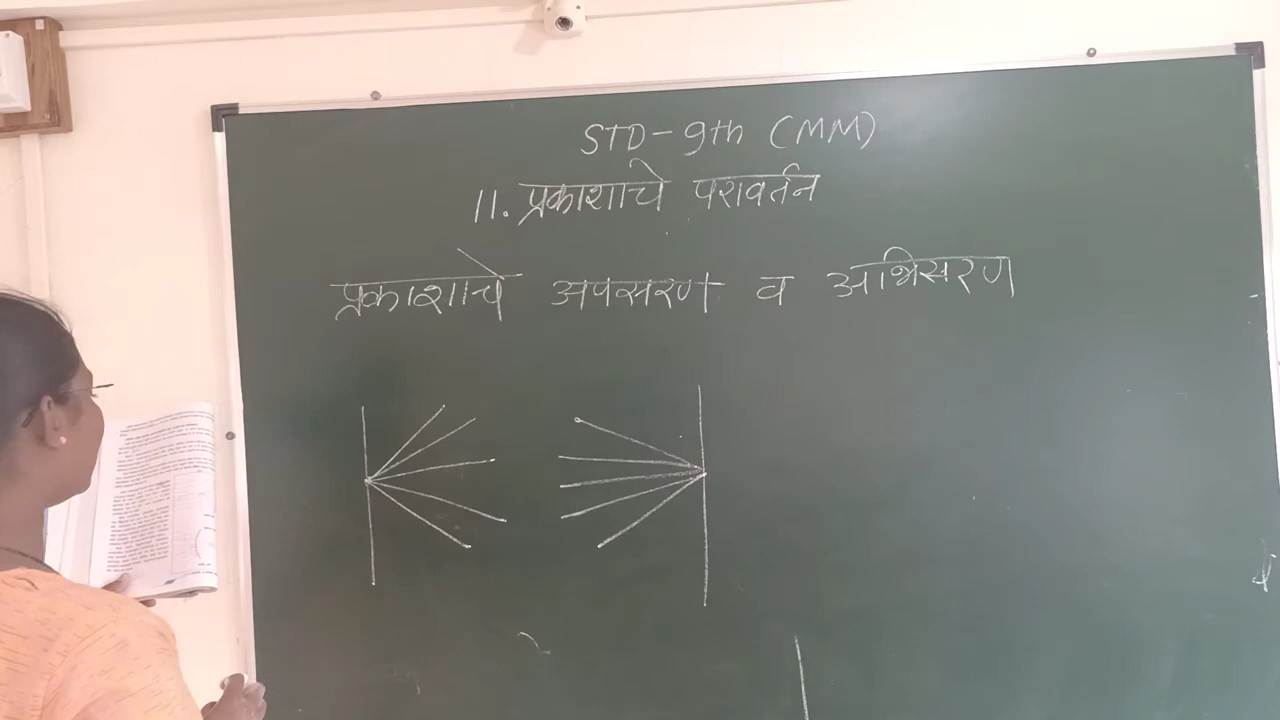 STD-9th (MM)
11. प्रकाशाचे परावर्तन
प्रकाशाचे अपसरण व अभिसरण